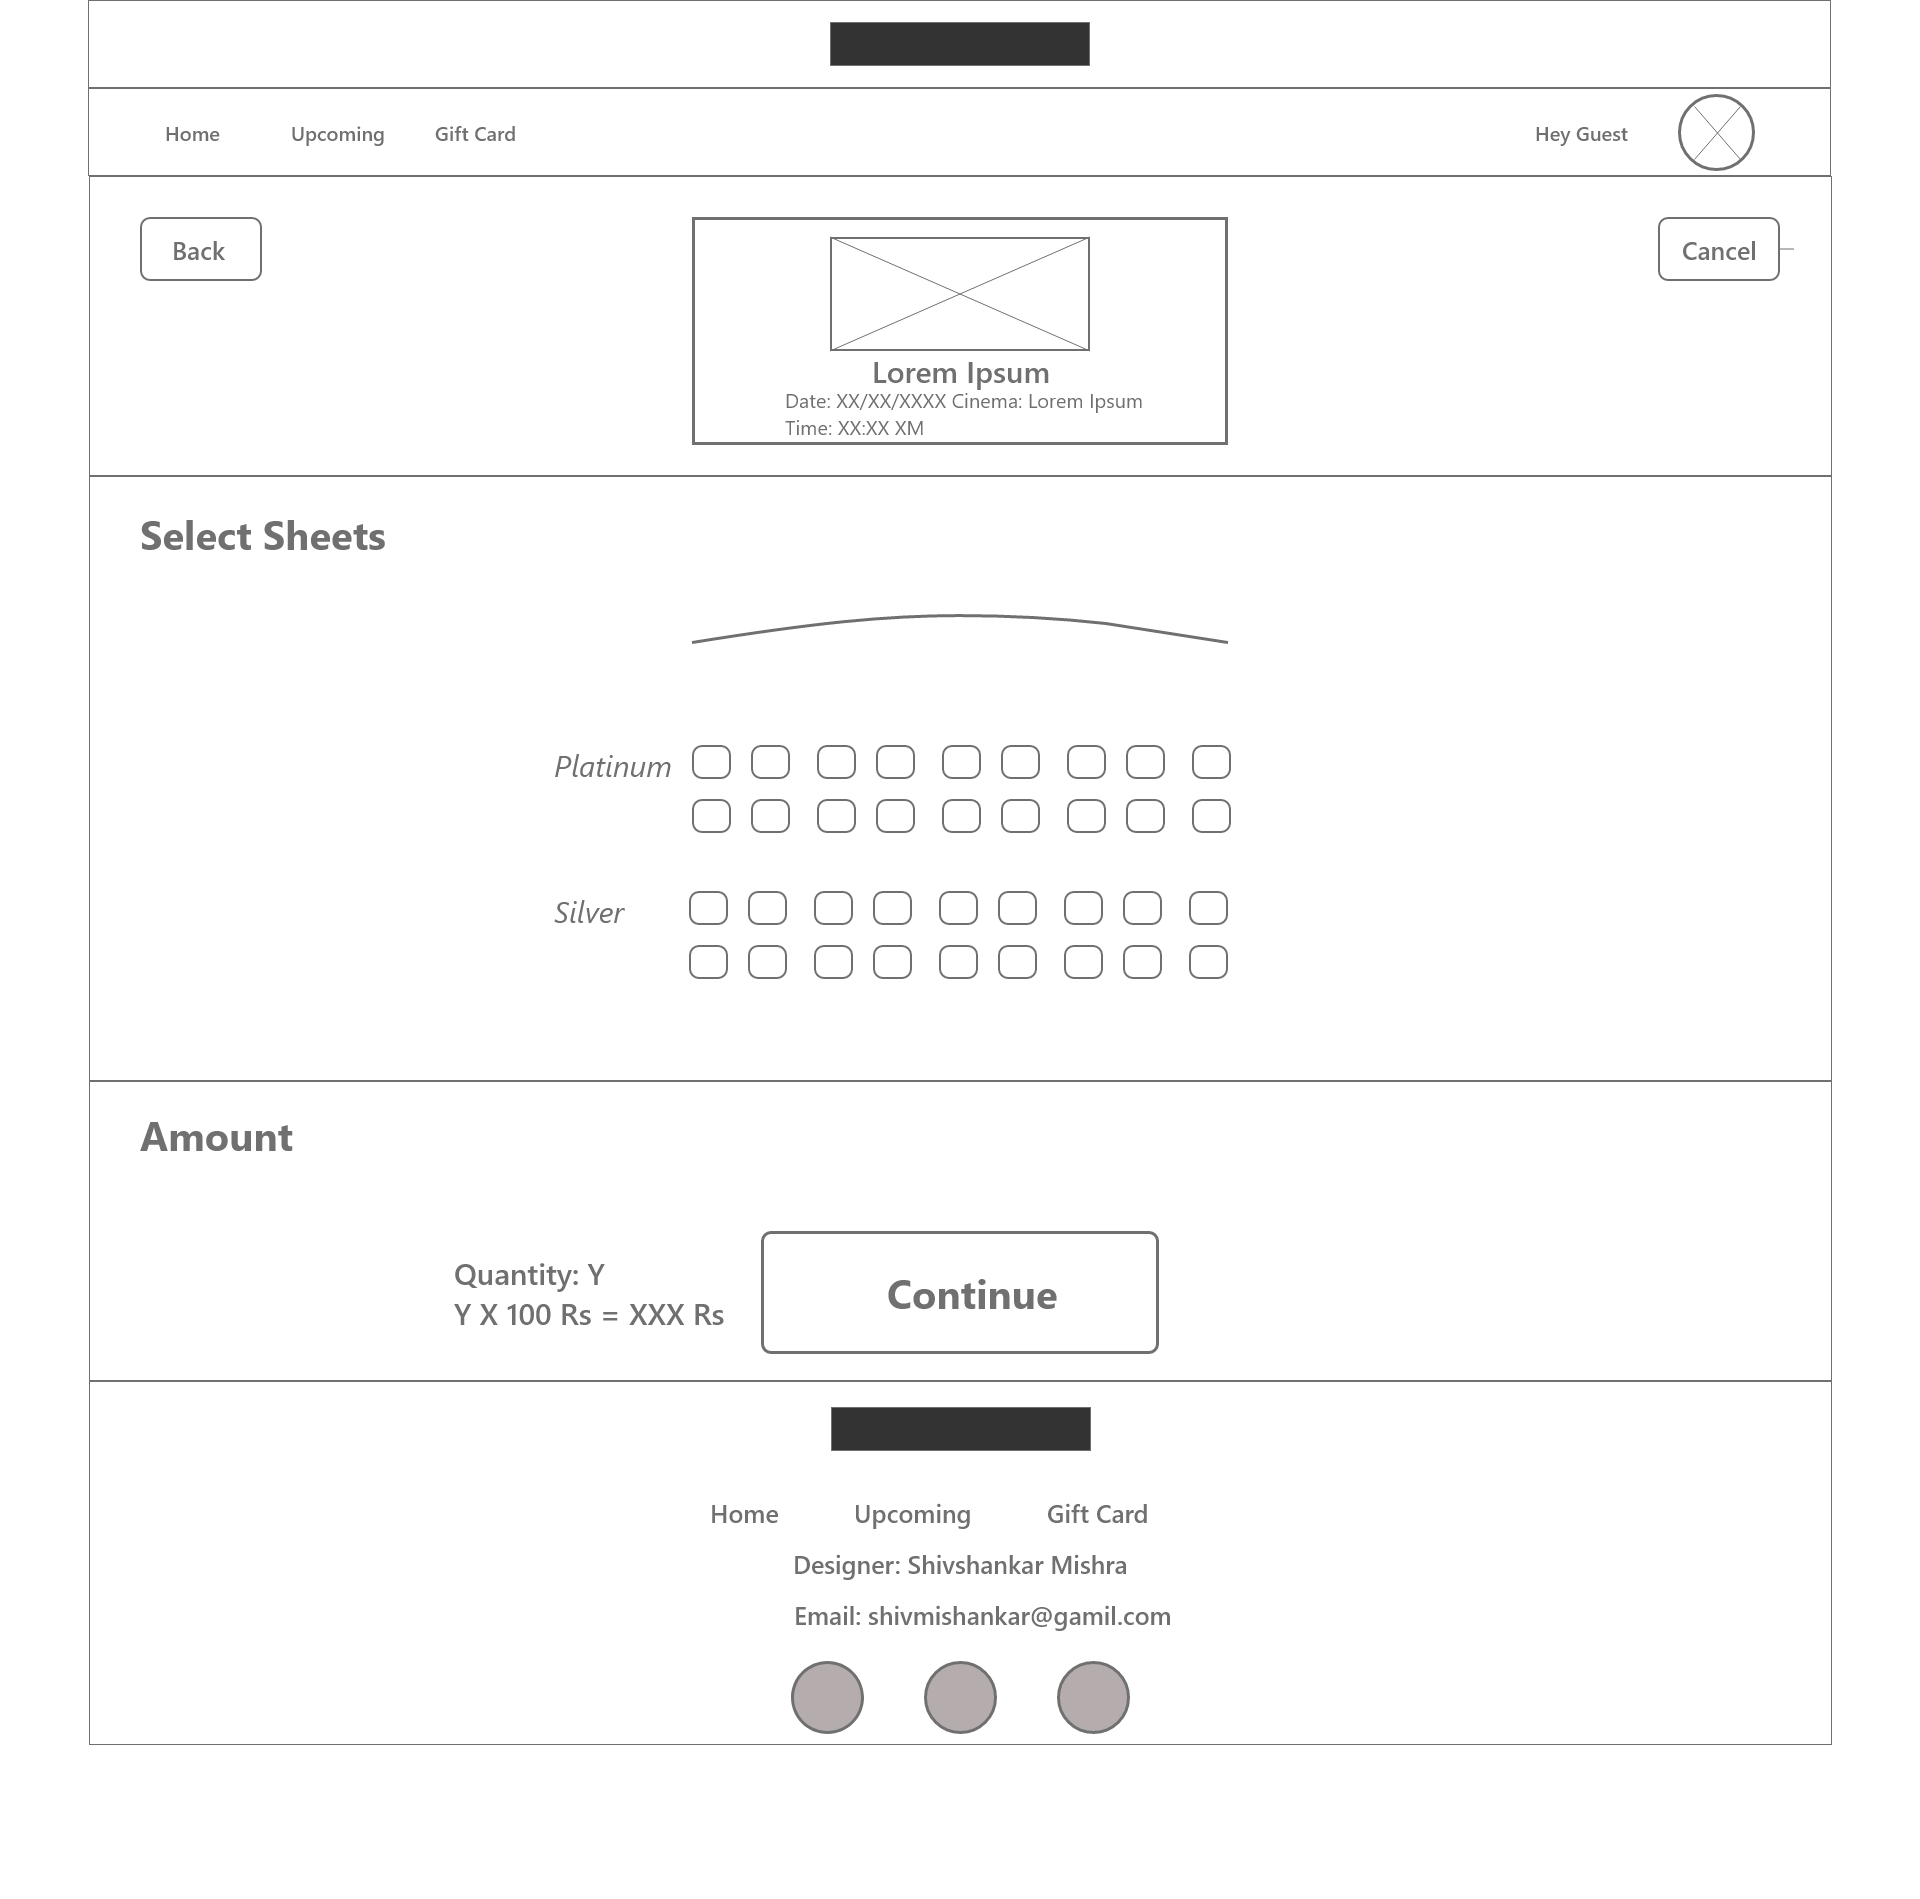 Home Upcoming Gift Card Hey Guest
Back
Cancel
Lorem Ipsum
Date: XX/XX/XXXX Cinema: Lorem Ipsum
Time: XX:XX XM
Select Sheets
Platinum
Silver
Amount
Quantity: Y
Y X 100 Rs = XXX Rs
Continue
Home Upcoming Gift Card
Designer: Shivshankar Mishra
Email: shivmishankar@gamil.com